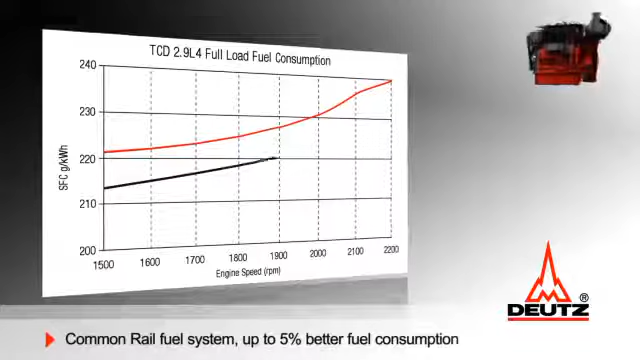 TCD 2.9L4 Full Load Fuel Consumption
240
230
220
210
200
SFC g/kWh
1500 1600 1700 1800 1900 2000 2100 2200
Engine Speed (rpm)
DEUTZ®
Common Rail fuel system, up to 5% better fuel consumption